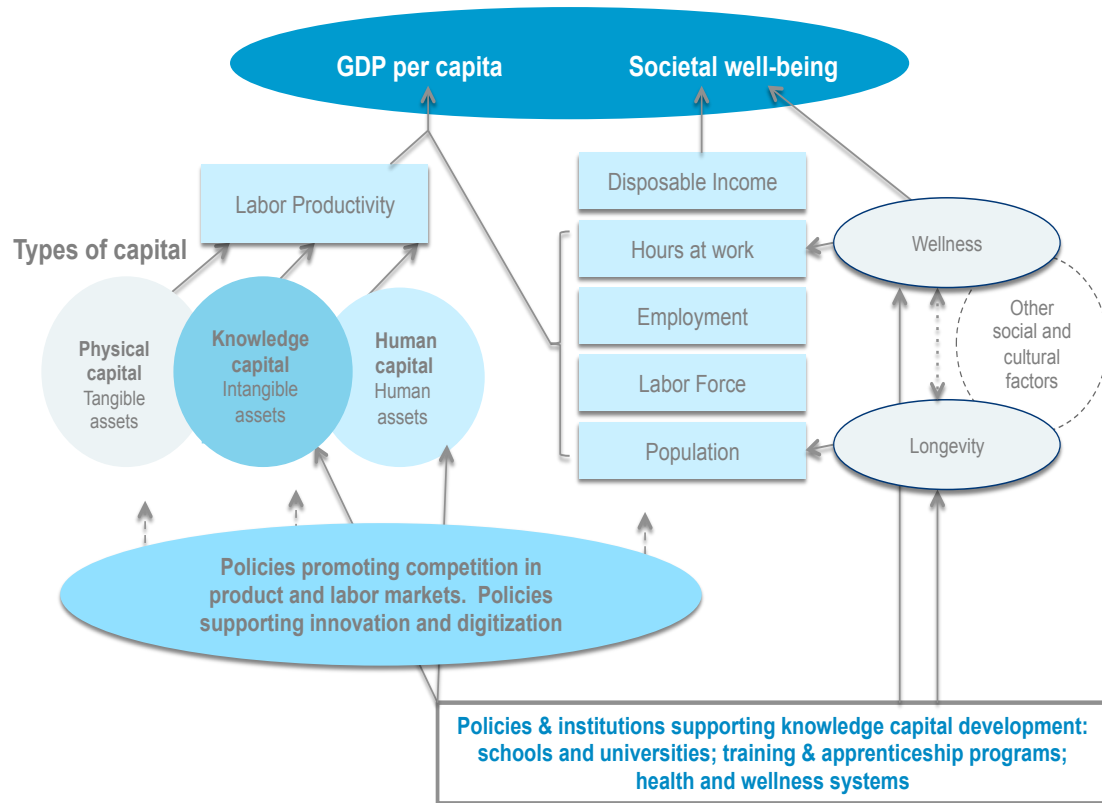 GDP per capita
Societal well-being
Disposable Income
Labor Productivity
Types of capital
Hours at work
Wellness
Employment
Other
social and
cultural
factors
Physical
capital
Tangible
assets
Knowledge
capital
Intangible
assets
Human
capital
Human
assets
Labor Force
Population
Longevity
Policies promoting competition in
product and labor markets.  Policies
supporting innovation and digitization
Policies & institutions supporting knowledge capital development:
schools and universities; training & apprenticeship programs;
health and wellness systems